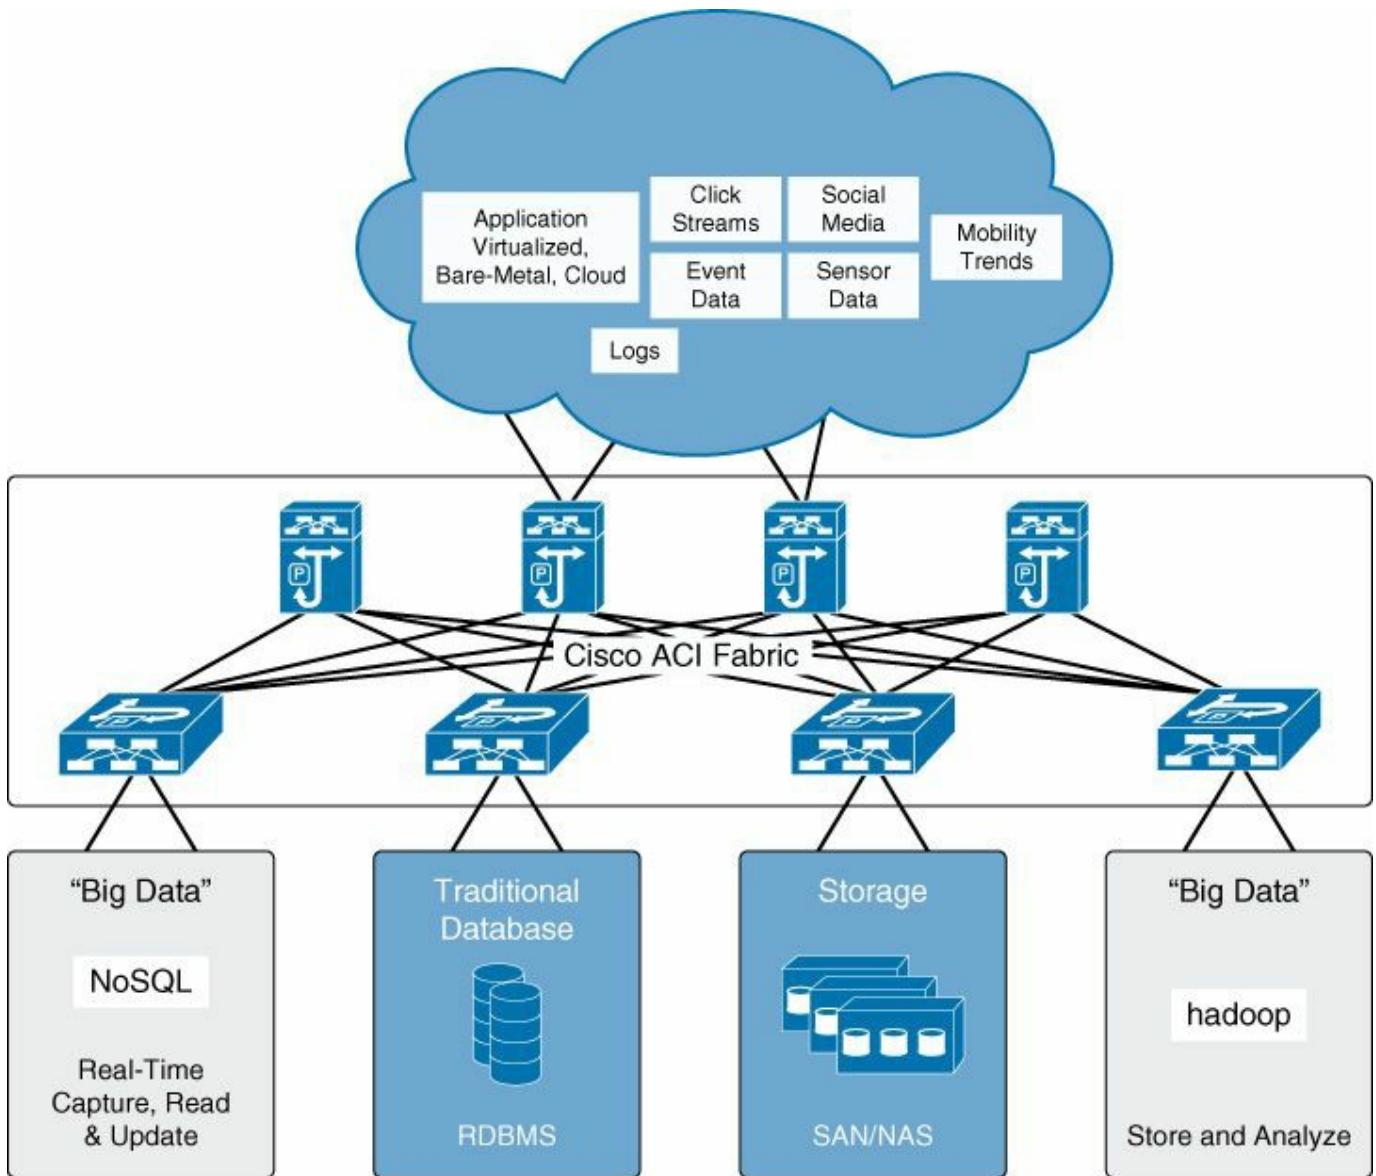 Application
Virtualized,
Bare-Metal, Cloud
Click
Streams
Social
Media
Mobility
Trends
Event
Data
Sensor
Data
Logs
P
P
P
P
Cisco ACI Fabric
P
P
P
P
“Big Data”
NoSQL
Real-Time
Capture, Read
& Update
Traditional
Database
RDBMS
Storage
SAN/NAS
“Big Data”
hadoop
Store and Analyze